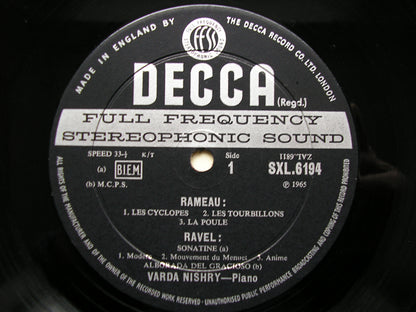 MADE IN ENGLAND BY
FFSS
THE DECCA RECORD CO. LTD. LONDON
DECCA (Regd.)
FULL FREQUENCY
STEREOPHONIC SOUND
SPEED 33-⅓ K/T
Side
1
(a) BIEM
SXL.6194
(b) M.C.P.S.
℗ 1965
RAMEAU:
1. LES CYCLOPES 2. LES TOURBILLONS
3. LA POULE
RAVEL:
SONATINE (a)
1. Modéré 2. Mouvement de Menuet 3. Animé
ALBORADA DEL GRACIOSO (b)
VARDA NISHRY—Piano
ALL RIGHTS OF THE MANUFACTURER AND OF THE OWNER OF THE RECORDED WORK RESERVED · UNAUTHORISED PUBLIC PERFORMANCE BROADCASTING AND COPYING OF THIS RECORD PROHIBITED